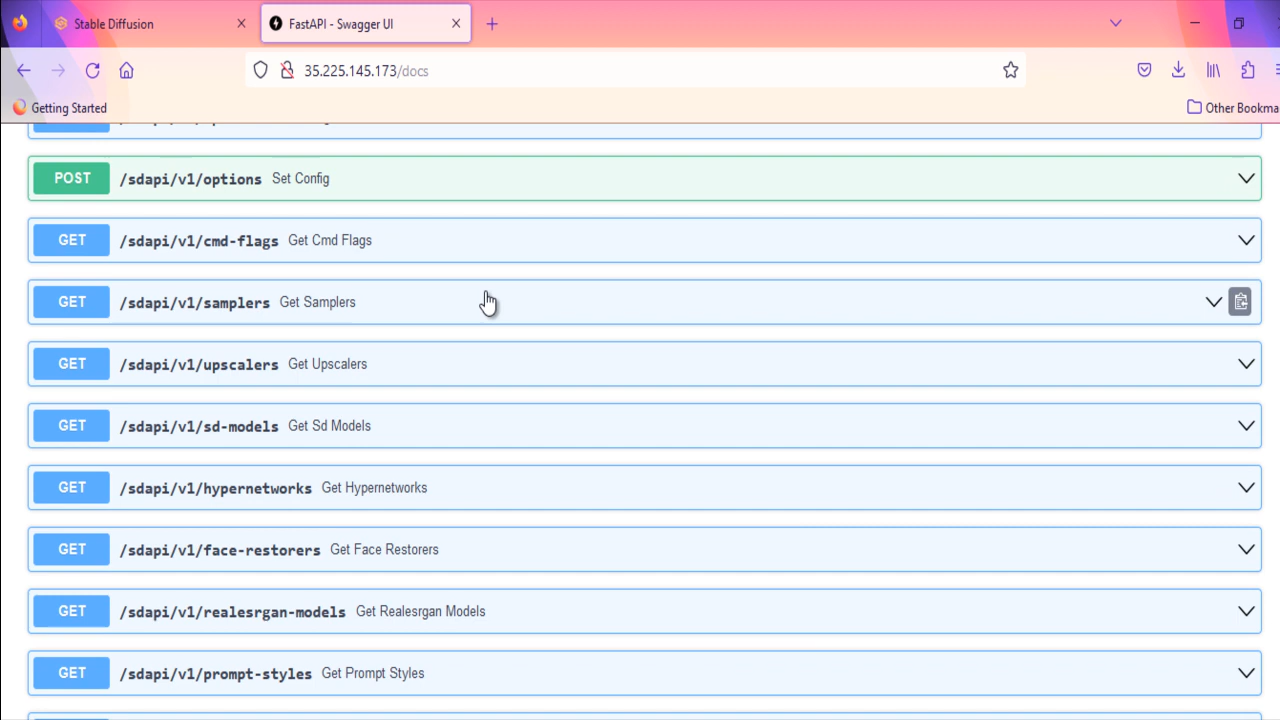 Stable Diffusion
FastAPI - Swagger UI
35.225.145.173/docs
Getting Started
Other Bookma
POST /sdapi/v1/options Set Config
GET /sdapi/v1/cmd-flags Get Cmd Flags
GET /sdapi/v1/samplers Get Samplers
GET /sdapi/v1/upscalers Get Upscalers
GET /sdapi/v1/sd-models Get Sd Models
GET /sdapi/v1/hypernetworks Get Hypernetworks
GET /sdapi/v1/face-restorers Get Face Restorers
GET /sdapi/v1/realesrgan-models Get Realesrgan Models
GET /sdapi/v1/prompt-styles Get Prompt Styles